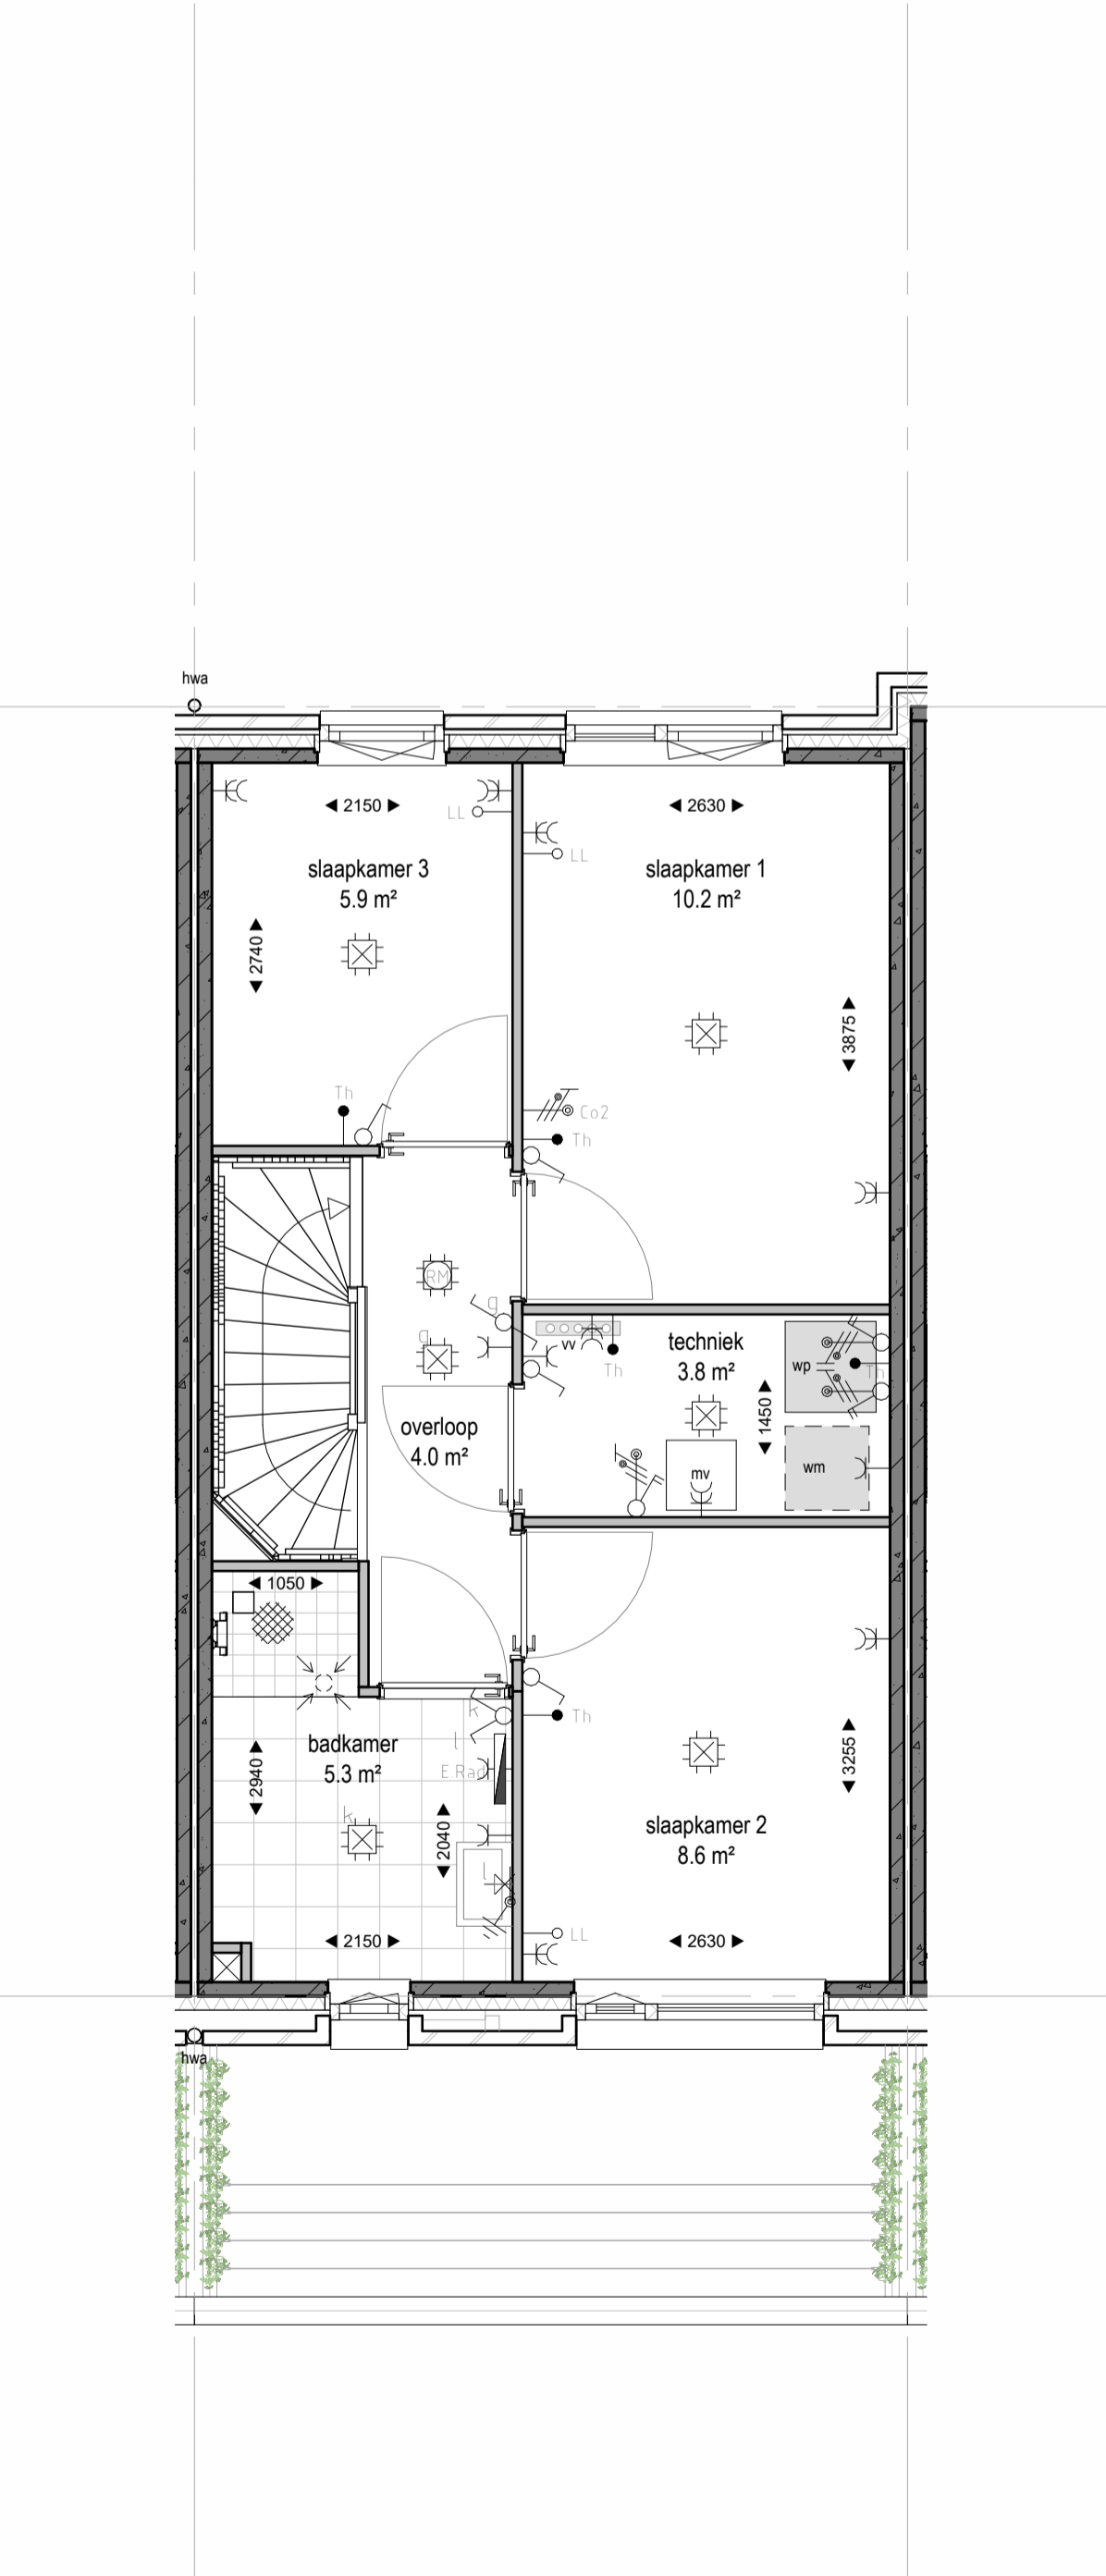 hwa
2150
2630
LL
LL
slaapkamer 3
5.9 m²
slaapkamer 1
10.2 m²
2740
3875
Th
Co2
Th
RM
g
g
vv
Th
techniek
3.8 m²
wp
Th
1450
overloop
4.0 m²
mv
wm
1050
k
Th
l
E.Rad
badkamer
5.3 m²
2940
3255
k
2040
slaapkamer 2
8.6 m²
l
LL
2150
2630
hwa